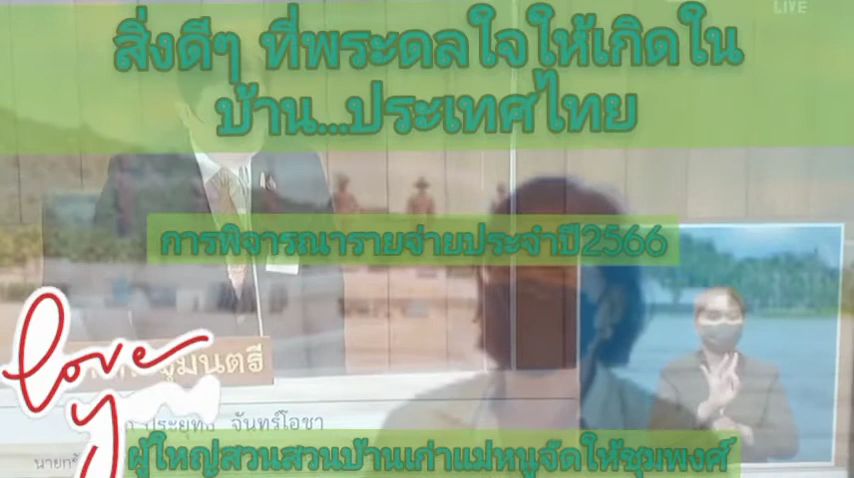 LIVE
สิ่งดีๆ ที่พระดลใจให้เกิดใน
บ้าน...ประเทศไทย
การพิจารณารายจ่ายประจำปี2566
love
y
มนตรี
ประยุทธ จันทร์โอชา
ผู้ใหญ่สวนสวนบ้านเก่าแม่หนูจัดให้ชุมพงศ์